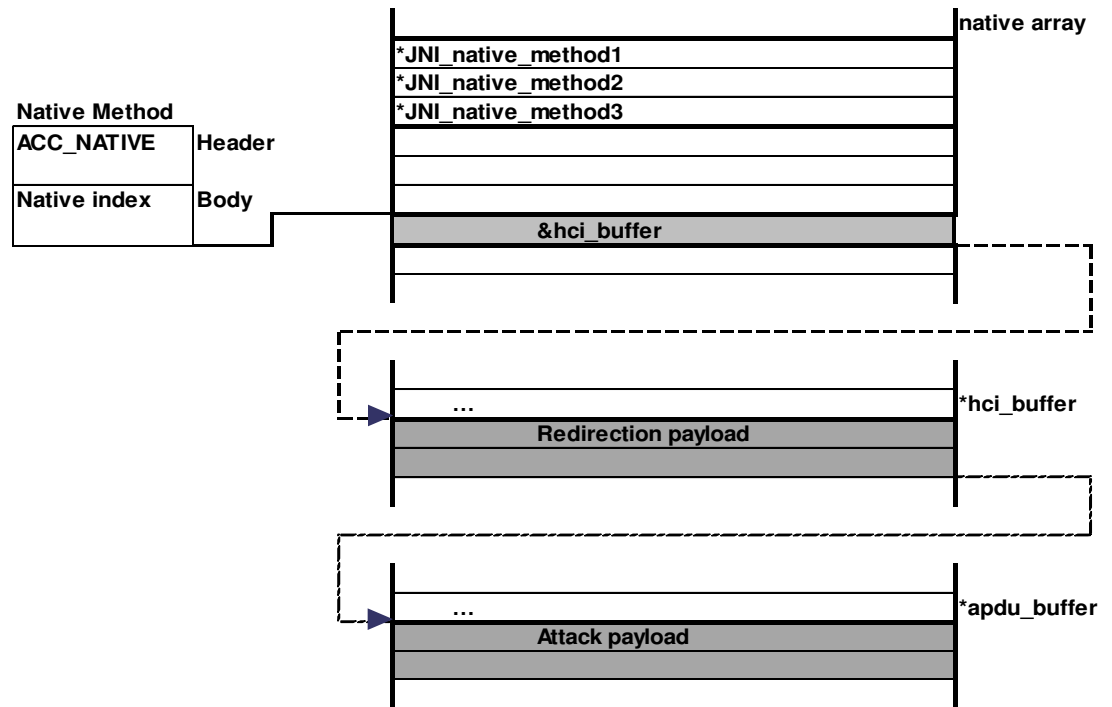 native array
*JNI_native_method1
*JNI_native_method2
*JNI_native_method3
Native Method
ACC_NATIVE Header
Native index Body
&hci_buffer
... *hci_buffer
Redirection payload
... *apdu_buffer
Attack payload